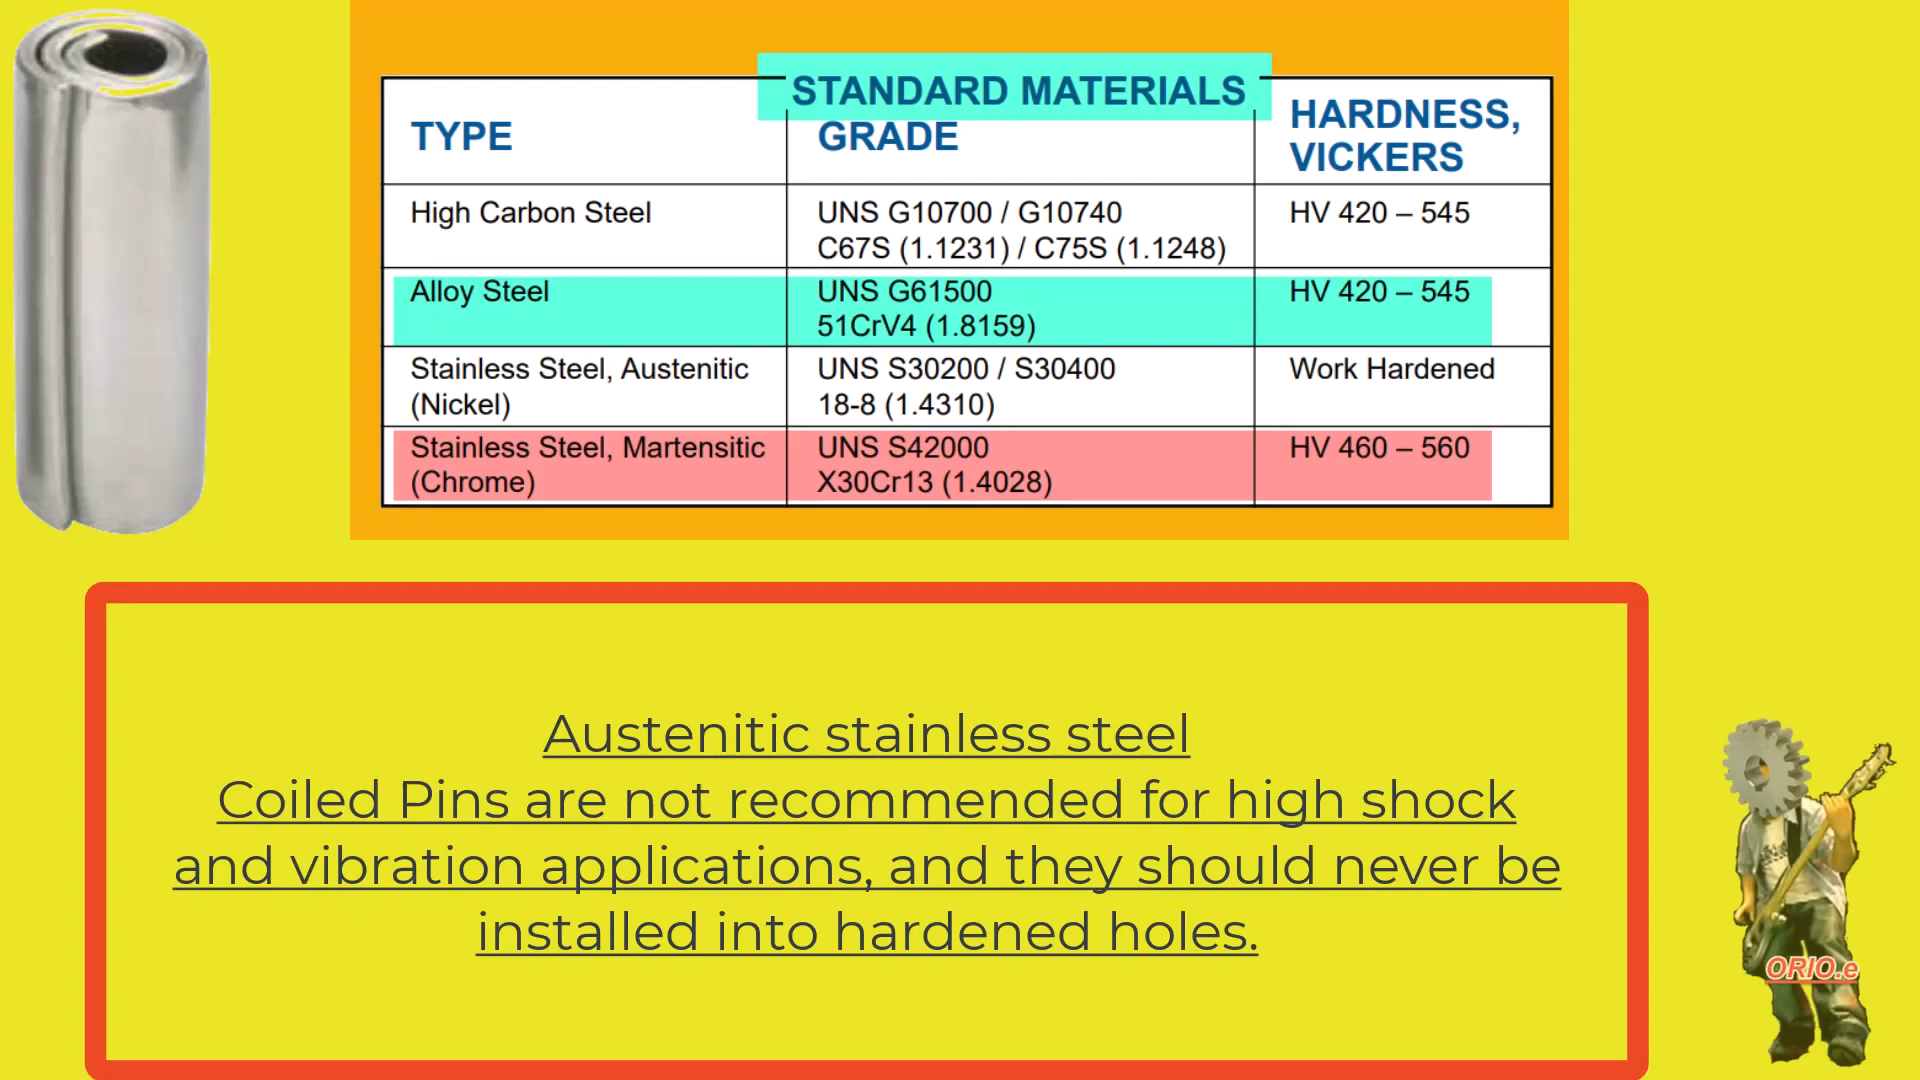 STANDARD MATERIALS
TYPE GRADE HARDNESS, VICKERS
High Carbon Steel UNS G10700 / G10740 HV 420 – 545
C67S (1.1231) / C75S (1.1248)
Alloy Steel UNS G61500 HV 420 – 545
51CrV4 (1.8159)
Stainless Steel, Austenitic UNS S30200 / S30400 Work Hardened
(Nickel) 18-8 (1.4310)
Stainless Steel, Martensitic UNS S42000 HV 460 – 560
(Chrome) X30Cr13 (1.4028)
Austenitic stainless steel
Coiled Pins are not recommended for high shock
and vibration applications, and they should never be
installed into hardened holes.
ORIO.e